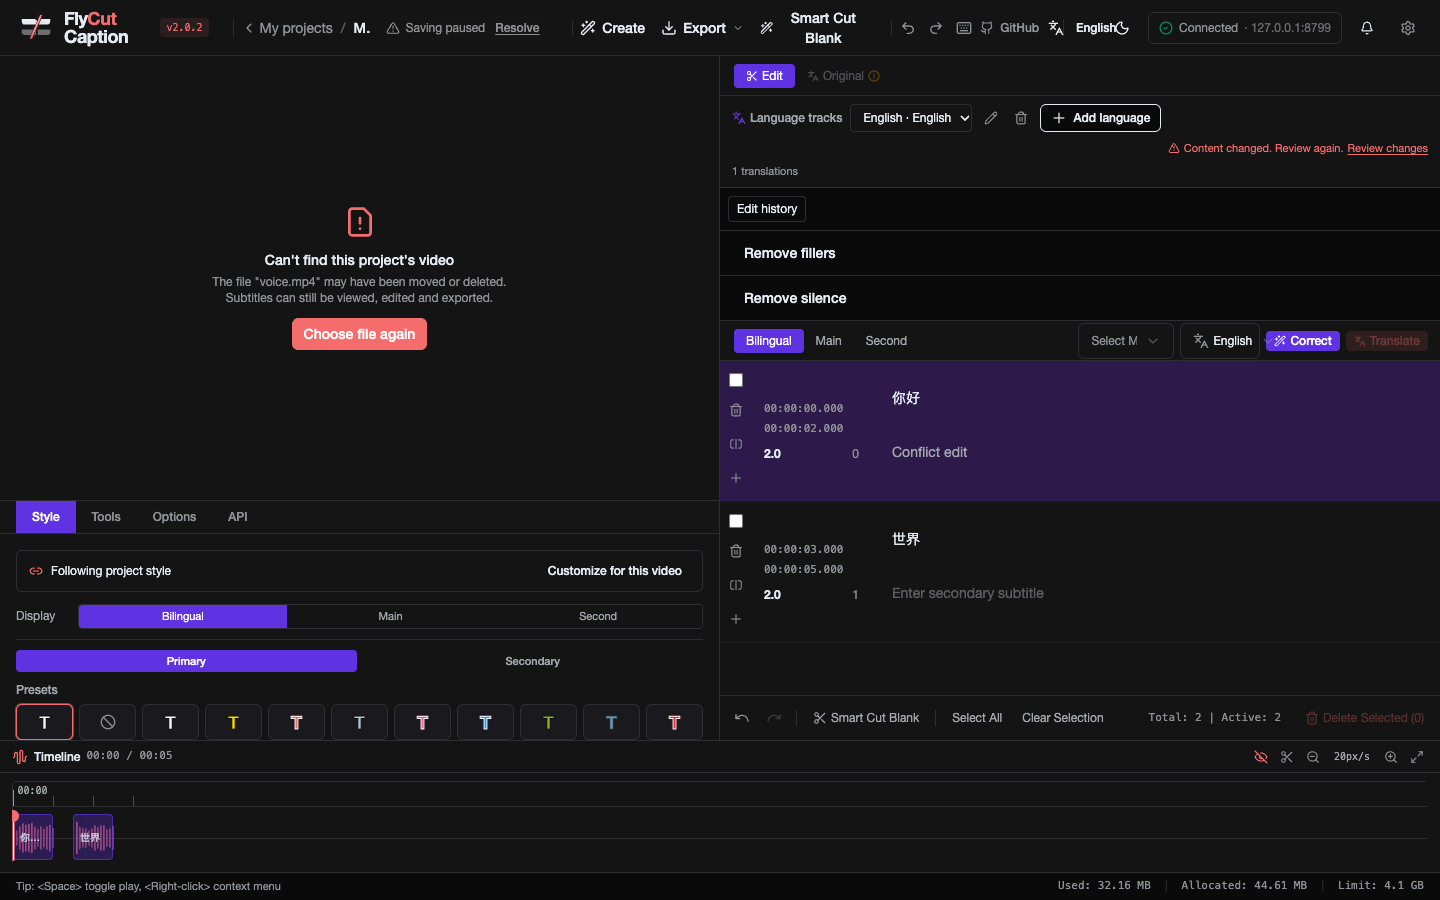 FlyCut
Caption
v2.0.2
My projects / M.
Saving paused Resolve
Create
Export
Smart Cut
Blank
GitHub
English
Connected · 127.0.0.1:8799
Edit
Original
Language tracks
English · English
Add language
Content changed. Review again. Review changes
1 translations
Edit history
Remove fillers
Remove silence
Bilingual
Main
Second
Select M
English
Correct
Translate
00:00:00.000
00:00:02.000
2.0
0
你好
Conflict edit
00:00:03.000
00:00:05.000
2.0
1
世界
Enter secondary subtitle
Smart Cut Blank
Select All
Clear Selection
Total: 2 | Active: 2
Delete Selected (0)
Can't find this project's video
The file "voice.mp4" may have been moved or deleted.
Subtitles can still be viewed, edited and exported.
Choose file again
Style
Tools
Options
API
Following project style
Customize for this video
Display
Bilingual
Main
Second
Primary
Secondary
Presets
T
T
T
T
T
T
T
T
T
T
Timeline 00:00 / 00:05
20px/s
00:00
你...
世界
Tip: <Space> toggle play, <Right-click> context menu
Used: 32.16 MB | Allocated: 44.61 MB | Limit: 4.1 GB